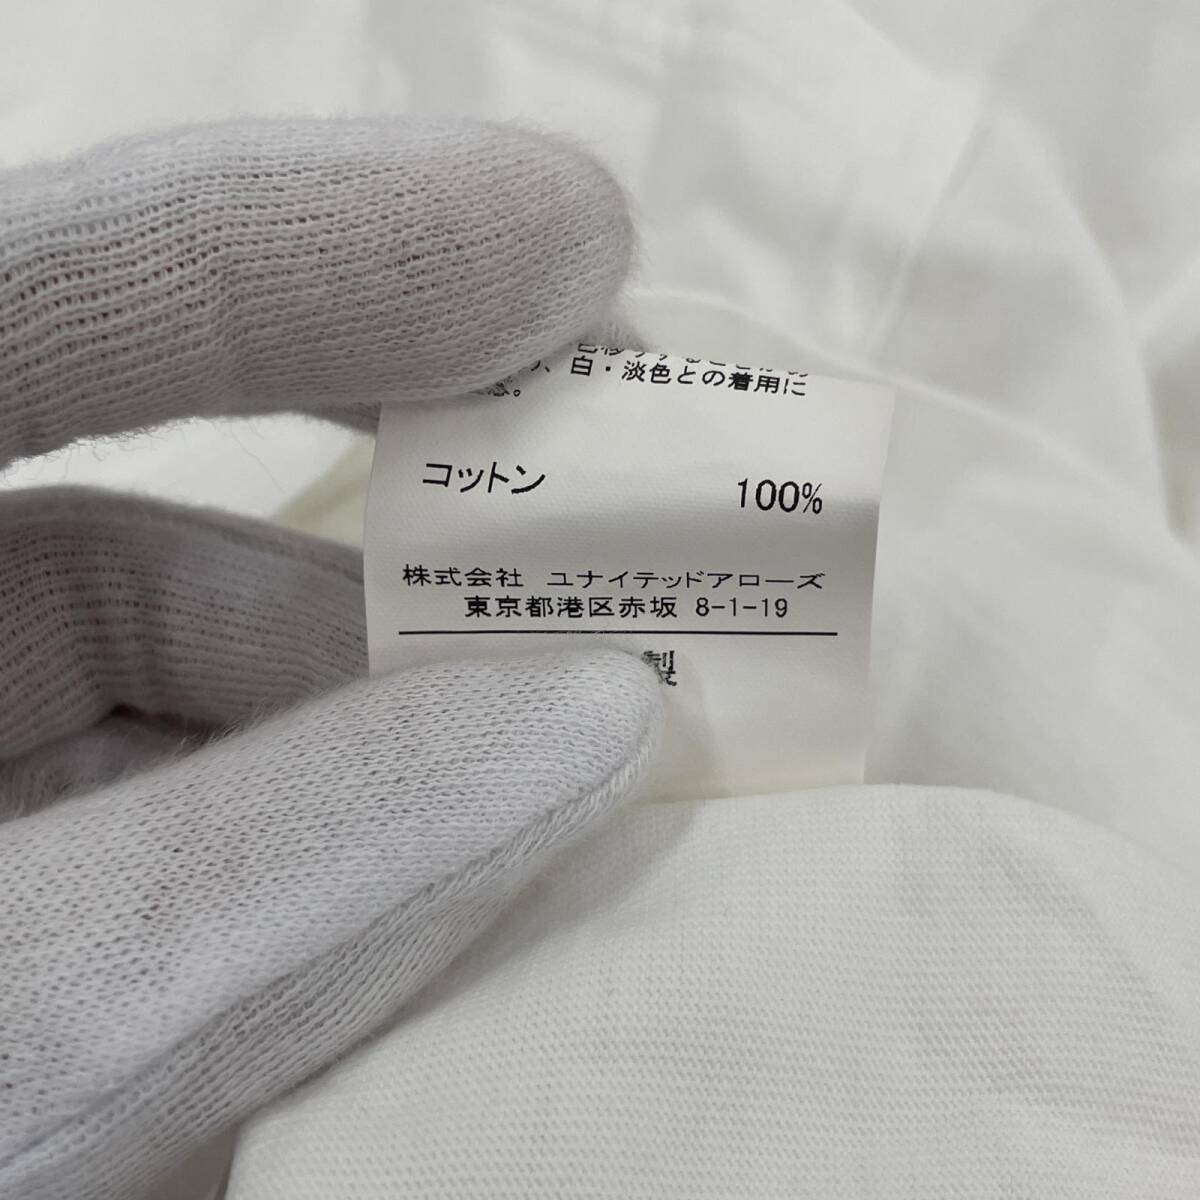 白・淡色との着用に
コットン 100%
株式会社 ユナイテッドアローズ
東京都港区赤坂 8-1-19
製